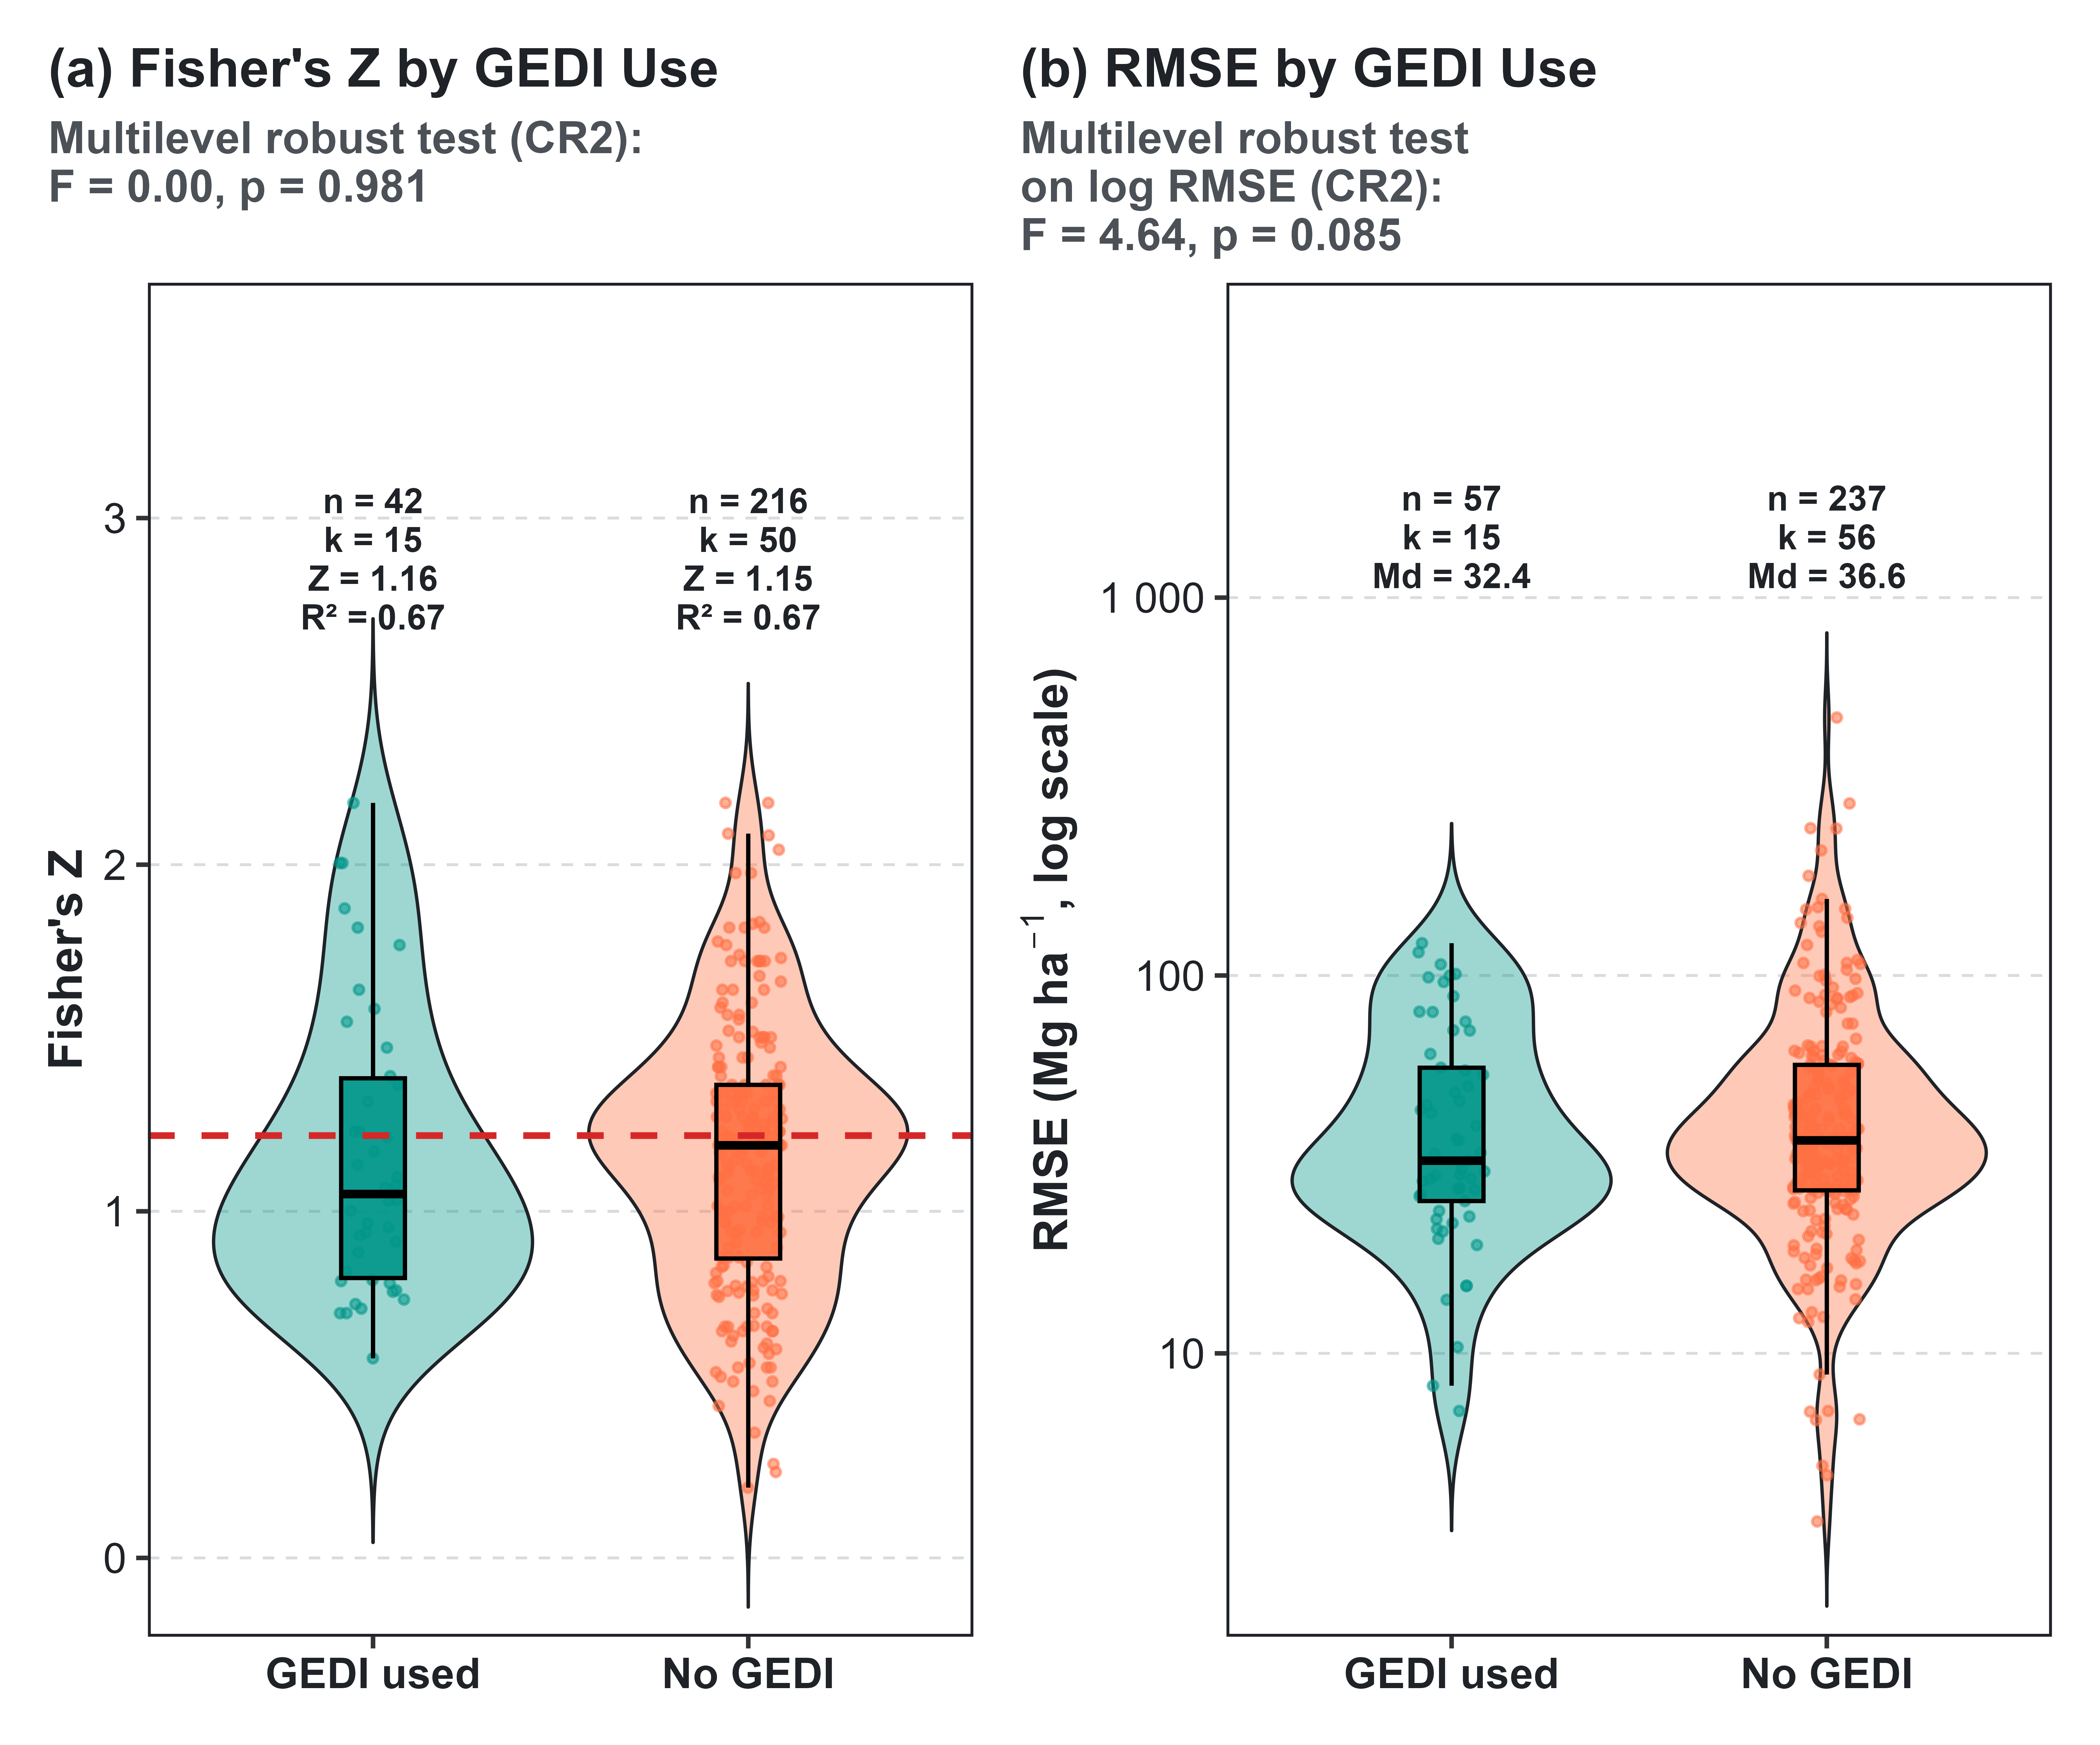 (a) Fisher's Z by GEDI Use
Multilevel robust test (CR2):
F = 0.00, p = 0.981
Fisher's Z
3
2
1
0
n = 42
k = 15
Z = 1.16
R² = 0.67
n = 216
k = 50
Z = 1.15
R² = 0.67
GEDI used
No GEDI
(b) RMSE by GEDI Use
Multilevel robust test
on log RMSE (CR2):
F = 4.64, p = 0.085
RMSE (Mg ha⁻¹, log scale)
1 000
100
10
n = 57
k = 15
Md = 32.4
n = 237
k = 56
Md = 36.6
GEDI used
No GEDI